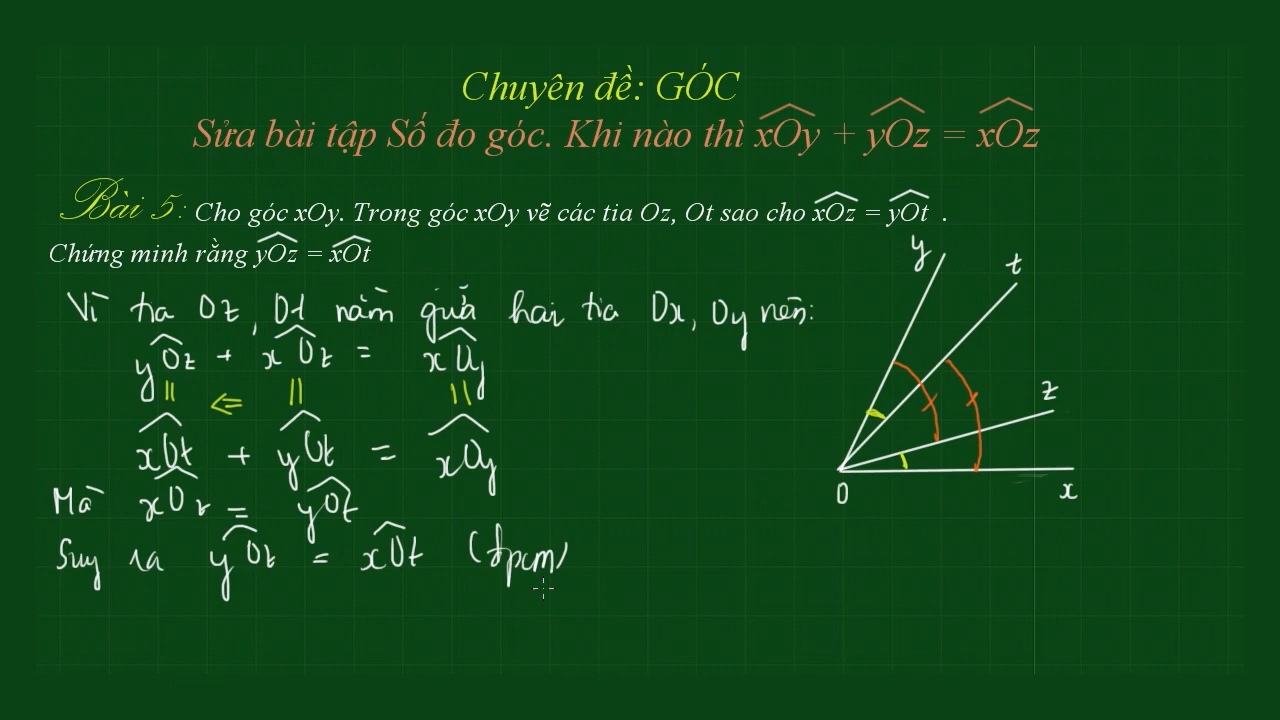 Chuyên đề: GÓC
Sửa bài tập Số đo góc. Khi nào thì xOy + yOz = xOz
Bài 5: Cho góc xOy. Trong góc xOy vẽ các tia Oz, Ot sao cho xOz = yOt .
Chứng minh rằng yOz = xOt
Vì tia Oz, Ot nằm giữa hai tia Ox, Oy nên:
yOz + xOz = xOy
|| <= || ||
xOt + yOt = xOy
Mà xOz = yOt
Suy ra yOz = xOt (đpcm)
y
t
z
O
x